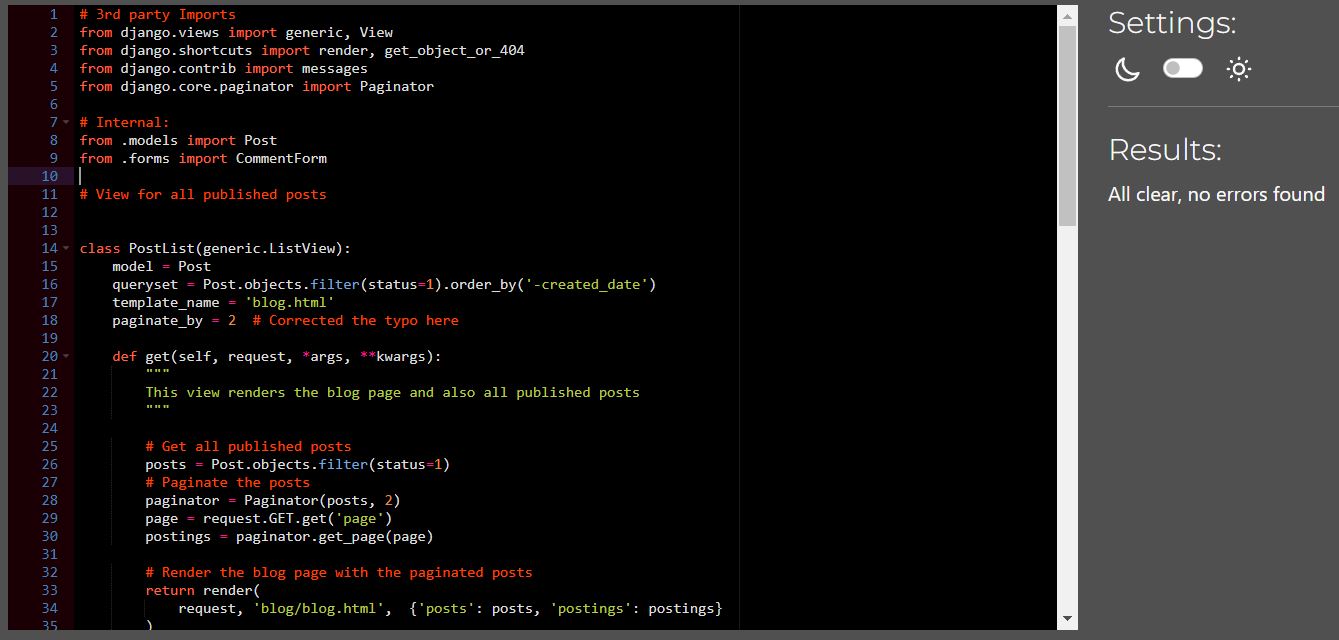 1 # 3rd party Imports
2 from django.views import generic, View
3 from django.shortcuts import render, get_object_or_404
4 from django.contrib import messages
5 from django.core.paginator import Paginator
6
7 # Internal:
8 from .models import Post
9 from .forms import CommentForm
10
11 # View for all published posts
12
13
14 class PostList(generic.ListView):
15     model = Post
16     queryset = Post.objects.filter(status=1).order_by('-created_date')
17     template_name = 'blog.html'
18     paginate_by = 2  # Corrected the typo here
19
20     def get(self, request, *args, **kwargs):
21         """
22         This view renders the blog page and also all published posts
23         """
24
25         # Get all published posts
26         posts = Post.objects.filter(status=1)
27         # Paginate the posts
28         paginator = Paginator(posts, 2)
29         page = request.GET.get('page')
30         postings = paginator.get_page(page)
31
32         # Render the blog page with the paginated posts
33         return render(
34             request, 'blog/blog.html',  {'posts': posts, 'postings': postings}
35         )
Settings:
Results:
All clear, no errors found